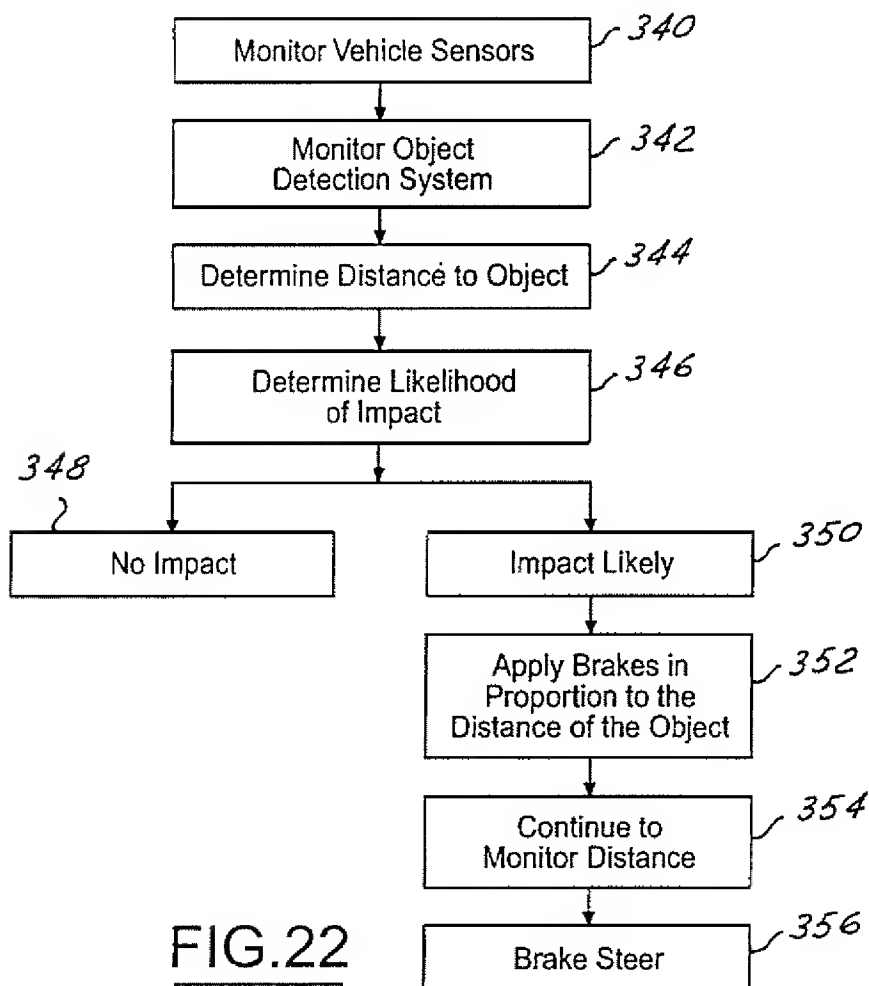 Monitor Vehicle Sensors
340
Monitor Object
Detection System
342
Determine Distance to Object
344
Determine Likelihood
of Impact
346
348
No Impact
Impact Likely
350
Apply Brakes in
Proportion to the
Distance of the Object
352
Continue to
Monitor Distance
354
FIG.22
Brake Steer
356